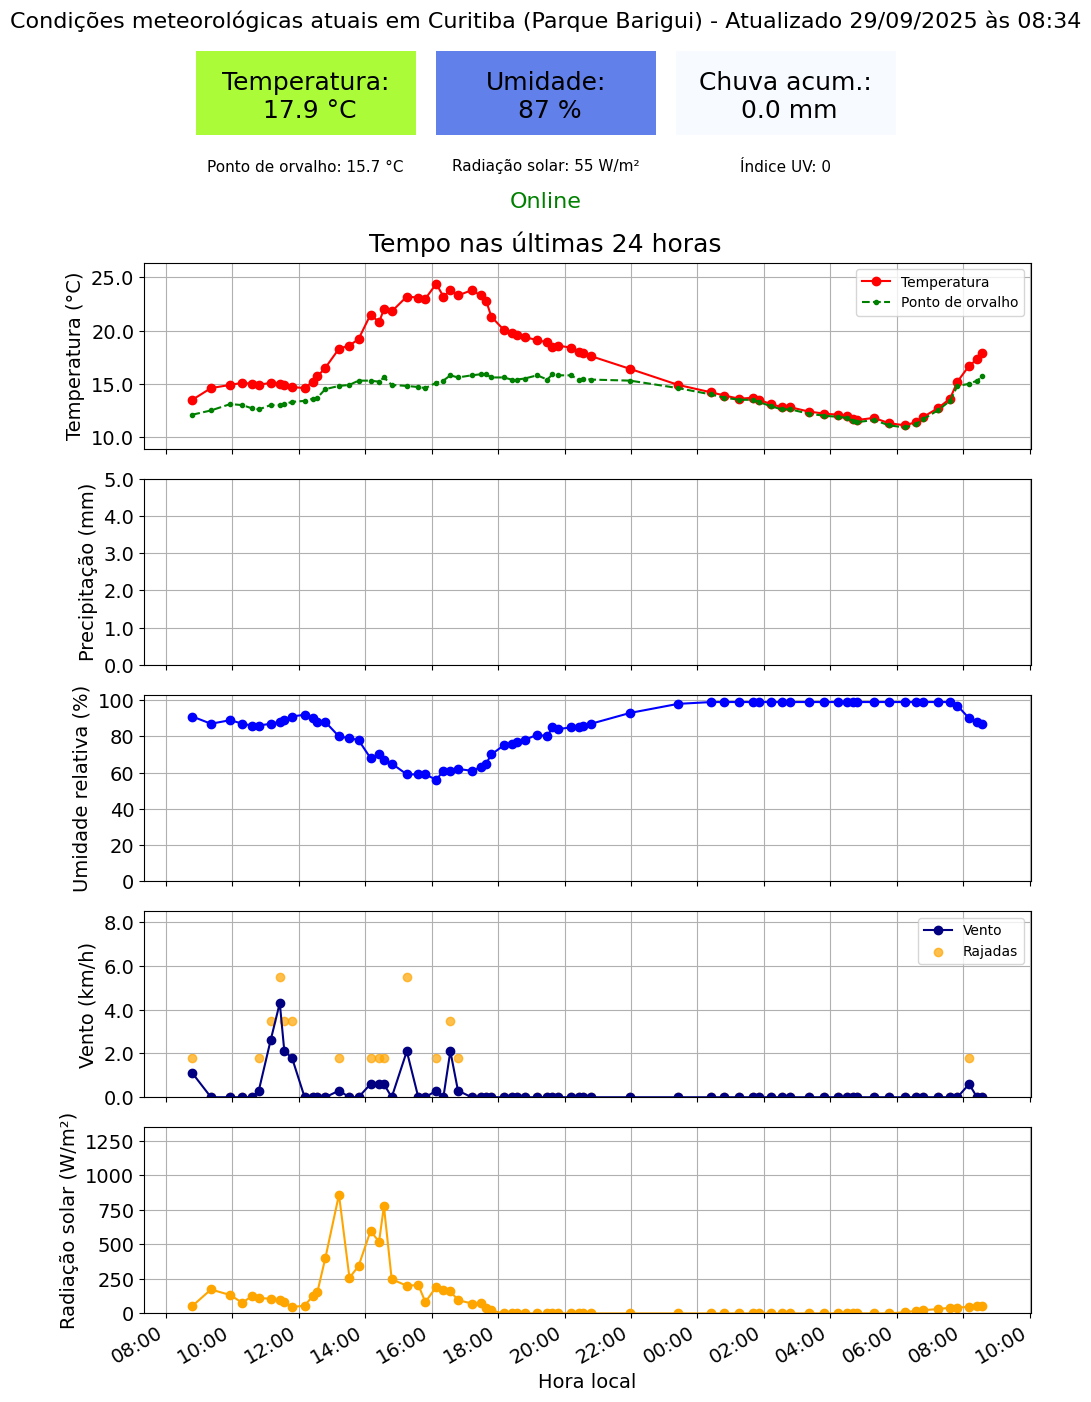 Condições meteorológicas atuais em Curitiba (Parque Barigui) - Atualizado 29/09/2025 às 08:34
Temperatura:
17.9 °C
Umidade:
87 %
Chuva acum.:
0.0 mm
Ponto de orvalho: 15.7 °C
Radiação solar: 55 W/m²
Índice UV: 0
Online
Tempo nas últimas 24 horas
Temperatura (°C)
25.0
20.0
15.0
10.0
Temperatura
Ponto de orvalho
Precipitação (mm)
5.0
4.0
3.0
2.0
1.0
0.0
Umidade relativa (%)
100
80
60
40
20
0
Vento (km/h)
8.0
6.0
4.0
2.0
0.0
Vento
Rajadas
Radiação solar (W/m²)
1250
1000
750
500
250
0
08:00
10:00
12:00
14:00
16:00
18:00
20:00
22:00
00:00
02:00
04:00
06:00
08:00
10:00
Hora local